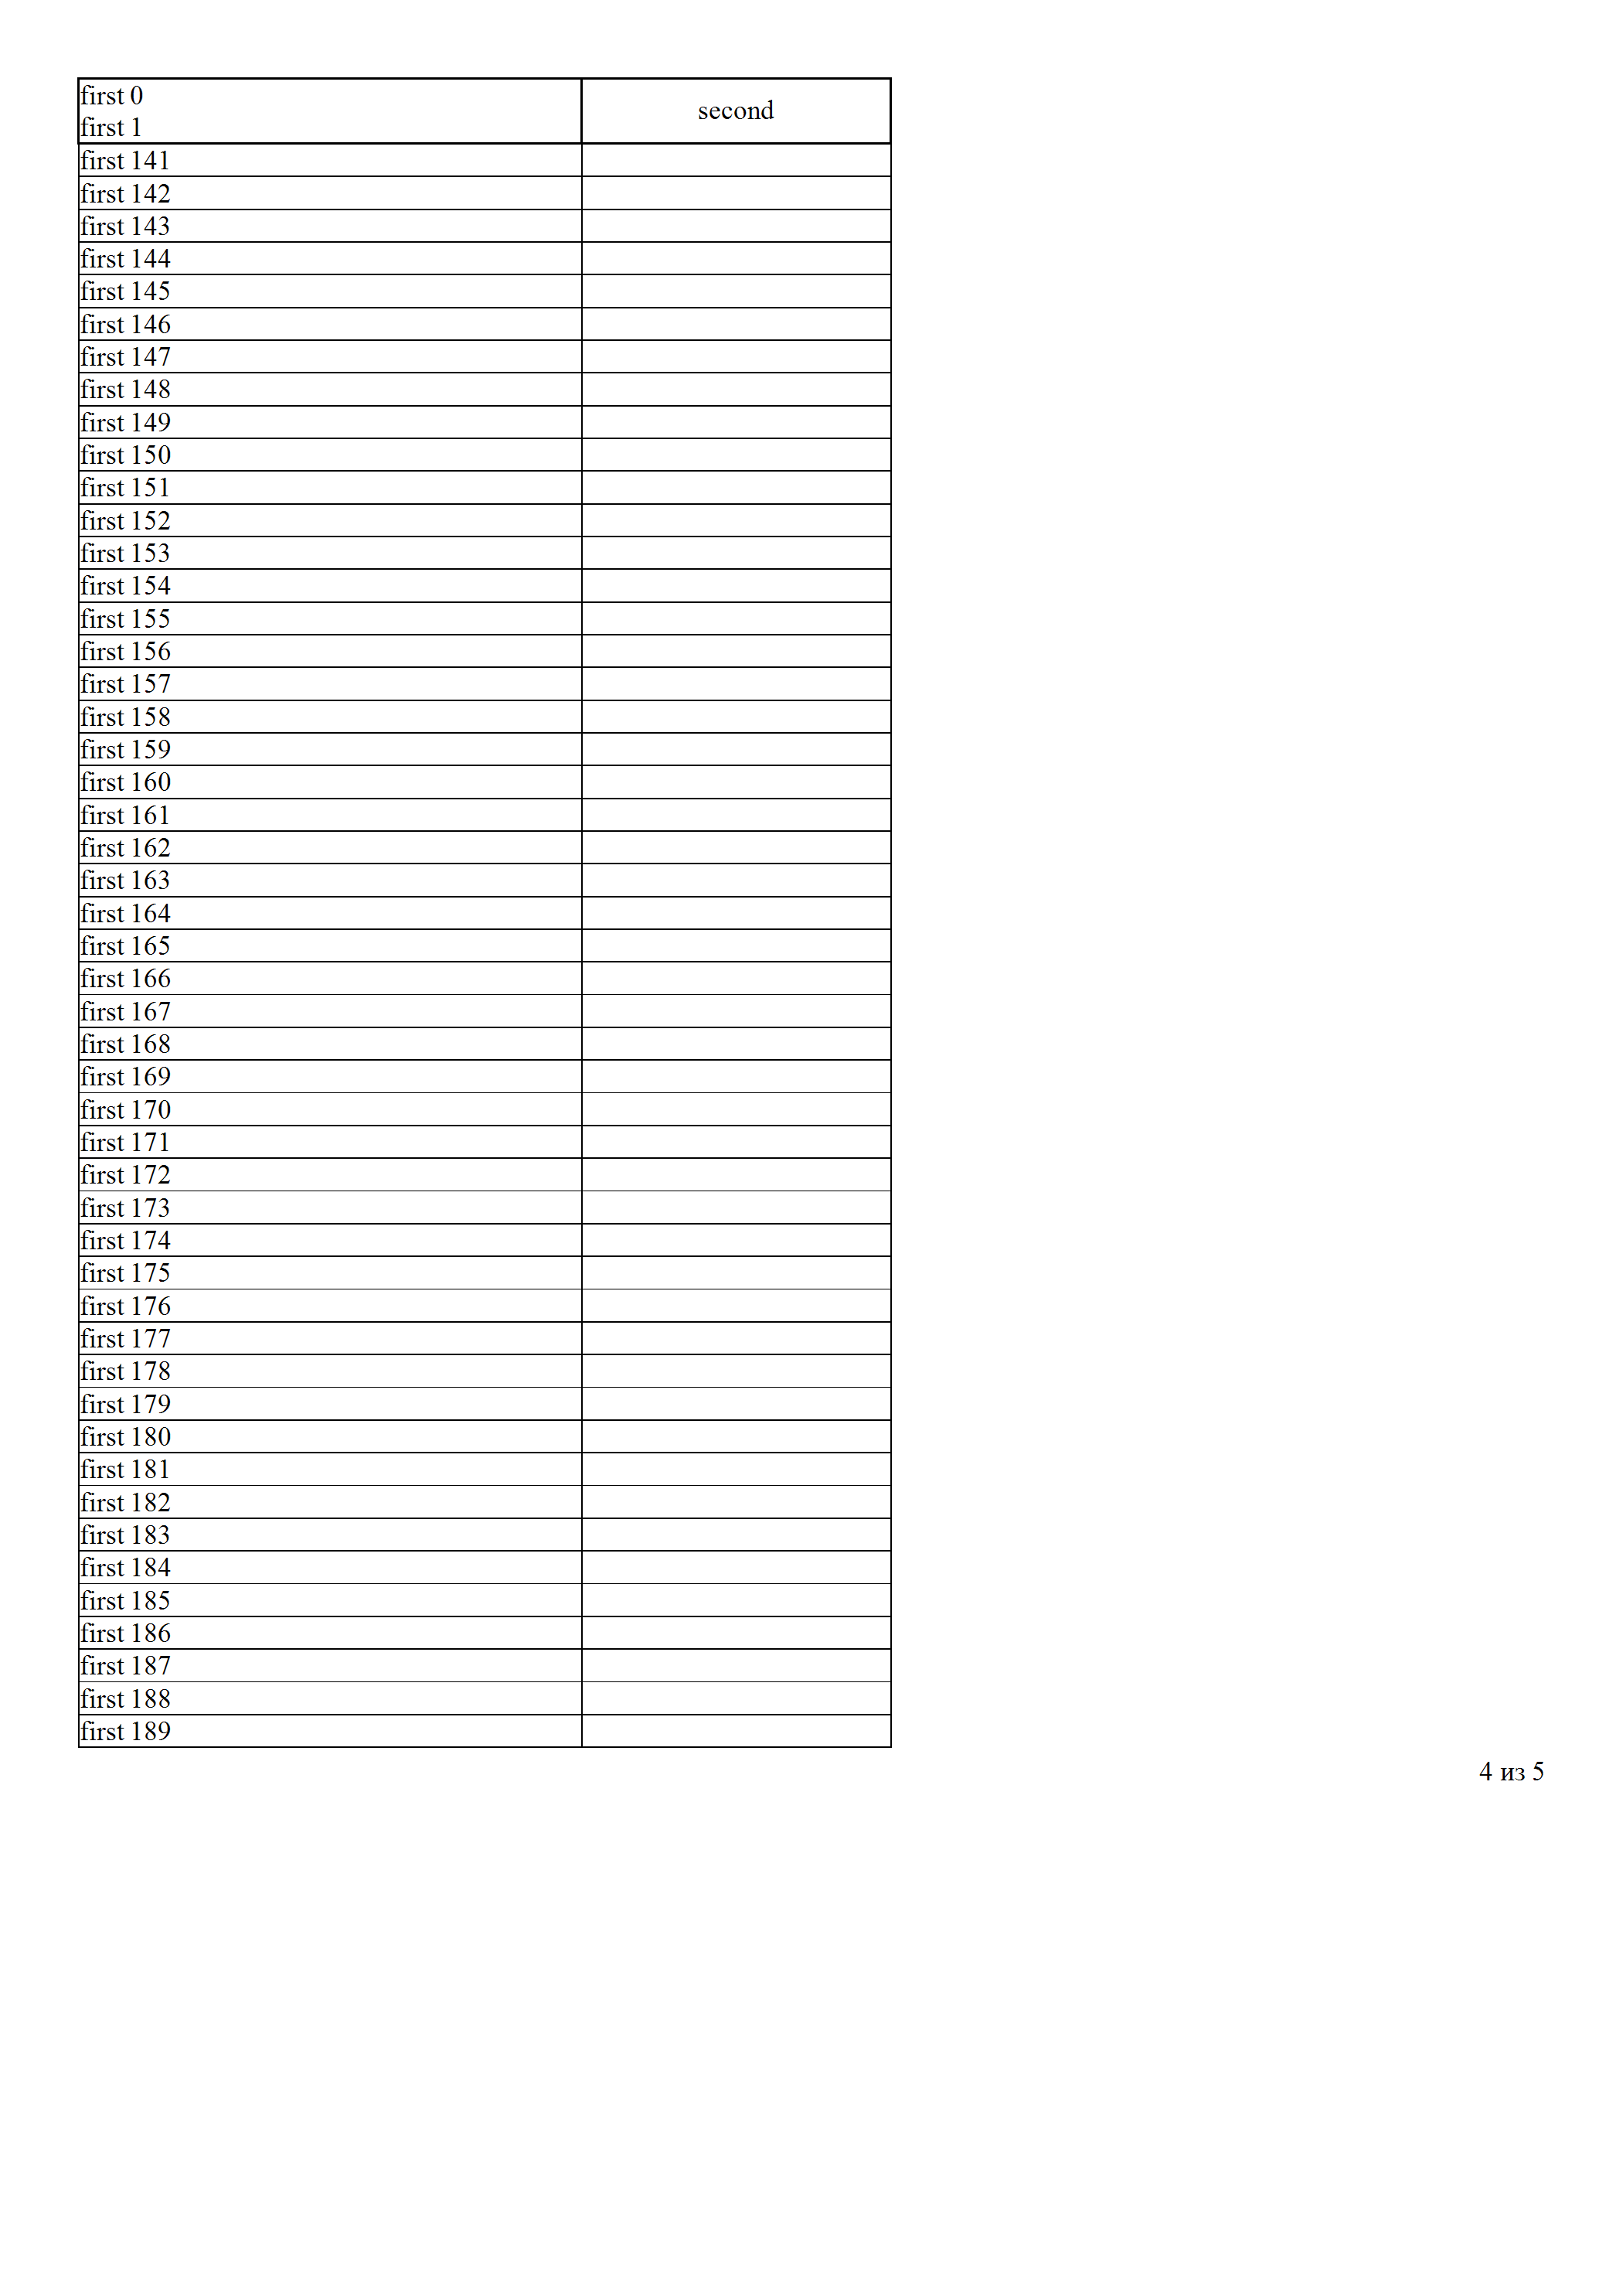 first 0
first 1
second
first 141
first 142
first 143
first 144
first 145
first 146
first 147
first 148
first 149
first 150
first 151
first 152
first 153
first 154
first 155
first 156
first 157
first 158
first 159
first 160
first 161
first 162
first 163
first 164
first 165
first 166
first 167
first 168
first 169
first 170
first 171
first 172
first 173
first 174
first 175
first 176
first 177
first 178
first 179
first 180
first 181
first 182
first 183
first 184
first 185
first 186
first 187
first 188
first 189
4 из 5